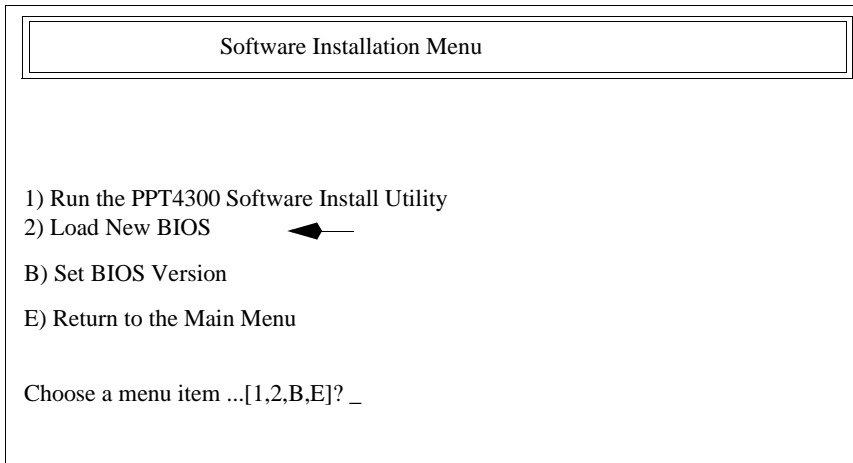 Software Installation Menu
1) Run the PPT4300 Software Install Utility
2) Load New BIOS
B) Set BIOS Version
E) Return to the Main Menu
Choose a menu item ...[1,2,B,E]? _